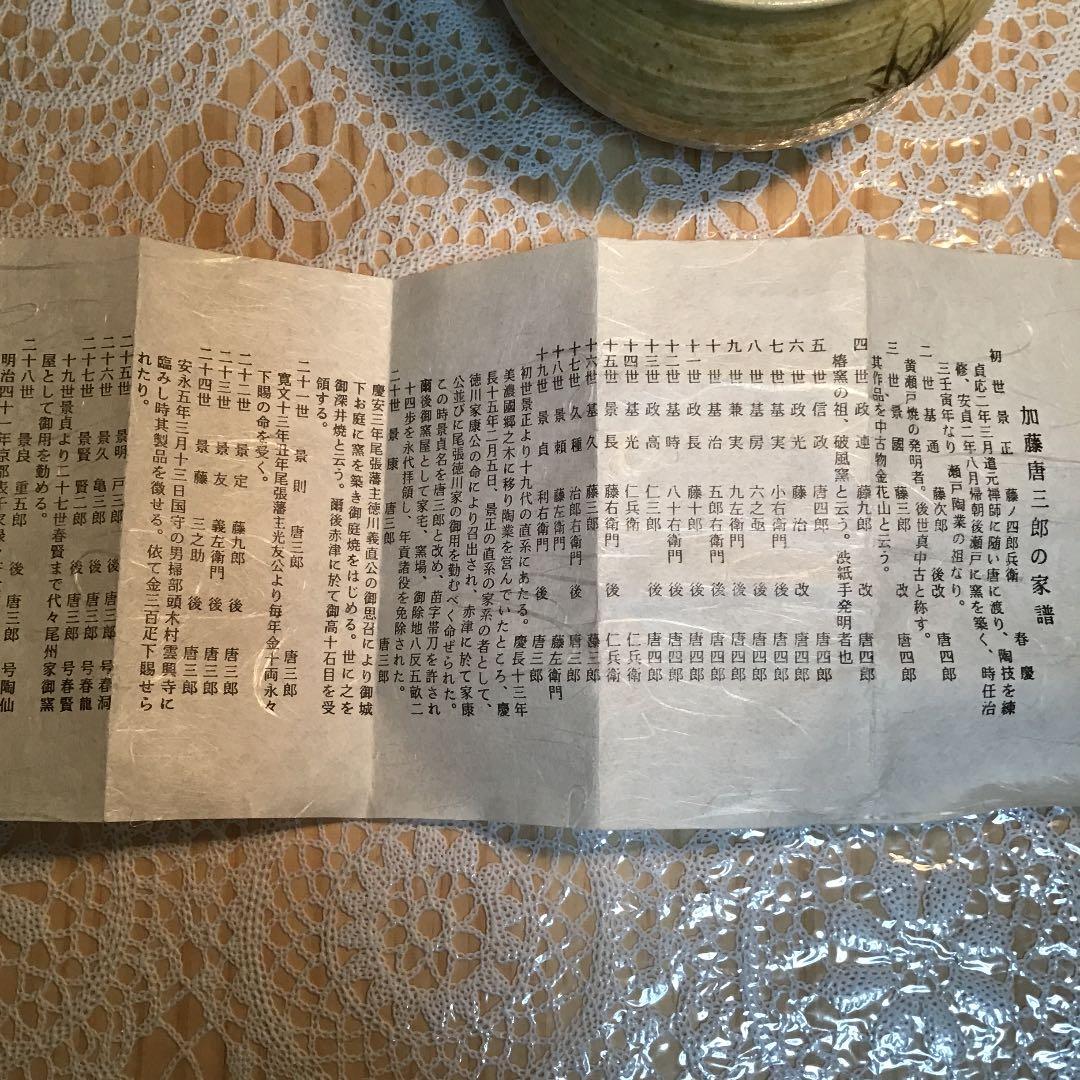 加藤唐三郎の家譜
初世 景正 藤ノ四郎兵衛 春慶
貞応二年三月道元禅師に随い唐に渡り、陶技を練
修、安貞二年八月帰朝後瀬戸に窯を築く、時任治
三壬寅年なり 瀬戸陶業の祖なり。
二世 基通 藤次郎 後改 唐四郎
黄瀬戸焼の発明者。後世真中古と称す。
三世 景國 藤三郎 改 唐四郎
其作品を中古物金花山と云う。
四世 政連 藤九郎 改 唐四郎
椿窯の祖、破風窯と云う。渋紙手発明者也
五世 信政 唐四郎
六世 政光 藤治 改 唐四郎
七世 基実 小右衛門 後 唐四郎
八世 政房 六之亟 後 唐四郎
九世 兼実 九左衛門 後 唐四郎
十世 基治 五郎右衛門 後 唐四郎
十一世 政長 藤十郎 後 唐四郎
十二世 基時 八十右衛門 後 唐四郎
十三世 政高 仁三郎 後 唐四郎
十四世 基光 仁兵衛 仁兵衛
十五世 景長 藤右衛門 後 仁兵衛
十六世 基久 藤三郎 後 藤三郎
十七世 久種 治郎右衛門 後 唐三郎
十八世 景頼 藤左衛門 藤左衛門
十九世 景貞 利右衛門 後 唐三郎
初世景正より十九代の直系にあたる。慶長十三年
美濃國郷之木に移り陶業を営んでいたところ、慶
長十五年二月五日、景正の直系の家系の者として、
徳川家康公の命により召出され、赤津に於て家康
公並びに尾張徳川家の御用を勤むべく命ぜられた。
この時景貞名を唐三郎と改め、苗字帯刀を許され
爾後御窯屋として家宅、窯場、御除地八反五畝二
十四歩を永代拝領し、年貢諸役を免除された。
二十世 景康 唐三郎 唐三郎
慶安三年尾張藩主徳川義直公の御思召により御城
下お庭に窯を築き御庭焼をはじめる。世に之を
御深井焼と云う。爾後赤津に於て御高十石目を受
領する。
二十一世 景則 唐三郎 唐三郎
寛文十三年丑年尾張藩主光友公より毎年金十両永々
下賜の命を受く。
二十二世 景定 藤九郎 後 唐三郎
二十三世 景友 義左衛門 後 唐三郎
二十四世 景藤 三之助 後 唐三郎
安永五年三月十三日国守の男掃部頭木村雲興寺に
臨みし時其製品を徴せる。依て金三百疋下賜せら
れたり。
二十五世 景明 戸三郎 後 唐三郎 号春洞
二十六世 景久 亀三郎 後 唐三郎 号春龍
二十七世 景賢 賢二郎 後 唐三郎 号春賢
十九世景貞より二十七世春賢まで代々尾州家御窯
屋として御用を勤める。
二十八世 景良 重五郎 後 唐三郎 号陶仙
明治四十一年京都表千家